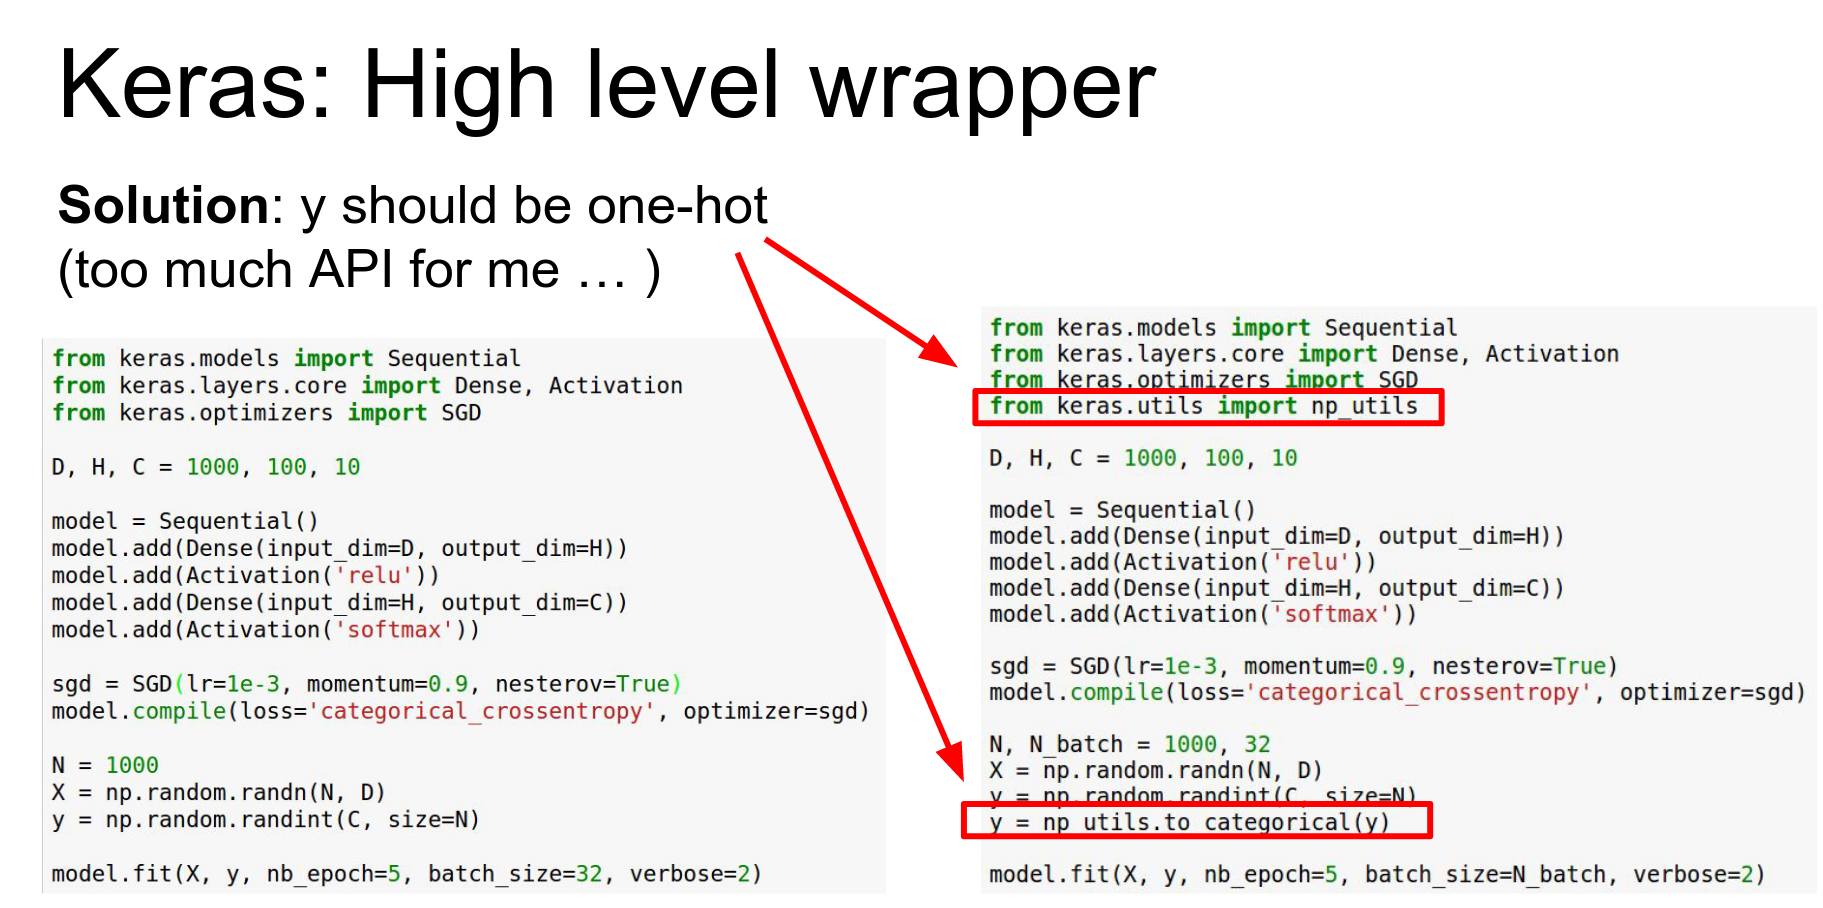 Keras: High level wrapper
Solution: y should be one-hot
(too much API for me … )
from keras.models import Sequential
from keras.layers.core import Dense, Activation
from keras.optimizers import SGD
D, H, C = 1000, 100, 10
model = Sequential()
model.add(Dense(input_dim=D, output_dim=H))
model.add(Activation('relu'))
model.add(Dense(input_dim=H, output_dim=C))
model.add(Activation('softmax'))
sgd = SGD(lr=1e-3, momentum=0.9, nesterov=True)
model.compile(loss='categorical_crossentropy', optimizer=sgd)
N = 1000
X = np.random.randn(N, D)
y = np.random.randint(C, size=N)
model.fit(X, y, nb_epoch=5, batch_size=32, verbose=2)
from keras.models import Sequential
from keras.layers.core import Dense, Activation
from keras.optimizers import SGD
from keras.utils import np_utils
D, H, C = 1000, 100, 10
model = Sequential()
model.add(Dense(input_dim=D, output_dim=H))
model.add(Activation('relu'))
model.add(Dense(input_dim=H, output_dim=C))
model.add(Activation('softmax'))
sgd = SGD(lr=1e-3, momentum=0.9, nesterov=True)
model.compile(loss='categorical_crossentropy', optimizer=sgd)
N, N_batch = 1000, 32
X = np.random.randn(N, D)
y = np.random.randint(C, size=N)
y = np_utils.to_categorical(y)
model.fit(X, y, nb_epoch=5, batch_size=N_batch, verbose=2)